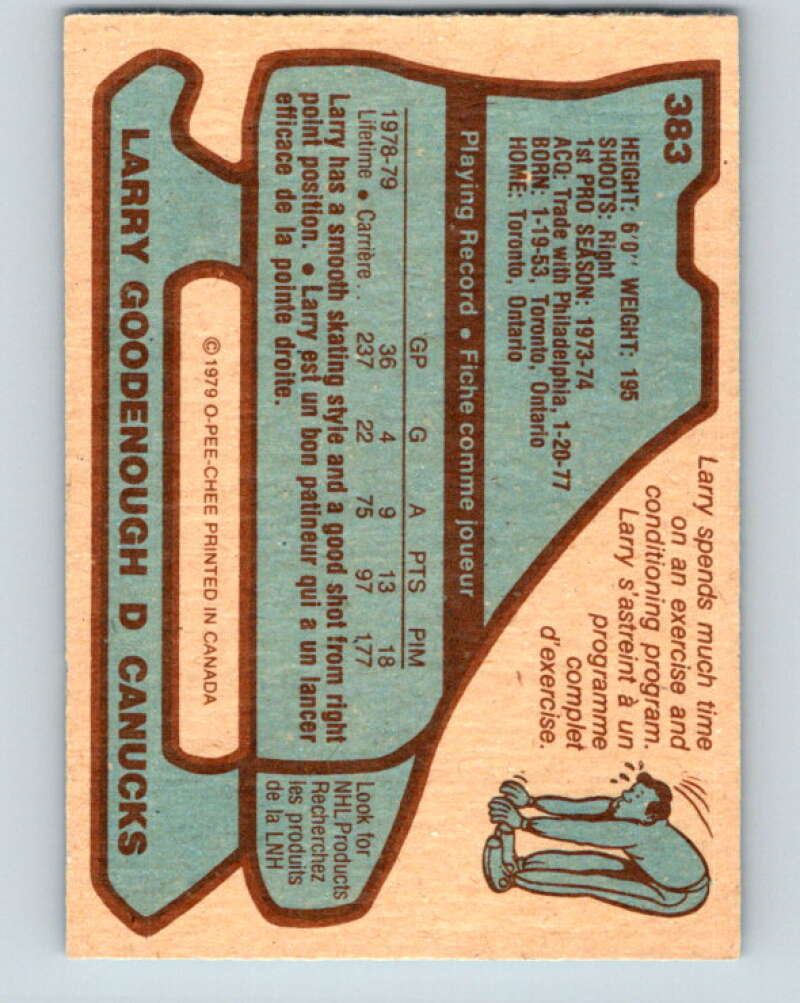 383
HEIGHT: 6'0" WEIGHT: 195
SHOOTS: Right
1st PRO SEASON: 1973-74
ACQ: Trade with Philadelphia, 1-20-77
BORN: 1-19-53, Toronto, Ontario
HOME: Toronto, Ontario
Larry spends much time
on an exercise and
conditioning program.
Larry s'astreint à un
programme
complet
d'exercise.
Playing Record • Fiche comme joueur
GP G A PTS PIM
1978-79 36 4 9 13 18
Lifetime • Carrière.. 237 22 75 97 177
Larry has a smooth skating style and a good shot from right
point position. • Larry est un bon patineur qui a un lancer
efficace de la pointe droite.
Look for
NHL Products
Recherchez
les produits
de la LNH
© 1979 O-PEE-CHEE PRINTED IN CANADA
LARRY GOODENOUGH D CANUCKS